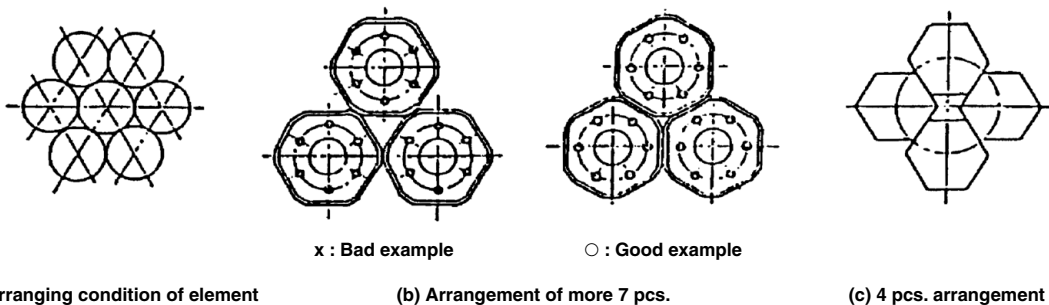 x : Bad example
○ : Good example
rranging condition of element
(b) Arrangement of more 7 pcs.
(c) 4 pcs. arrangement